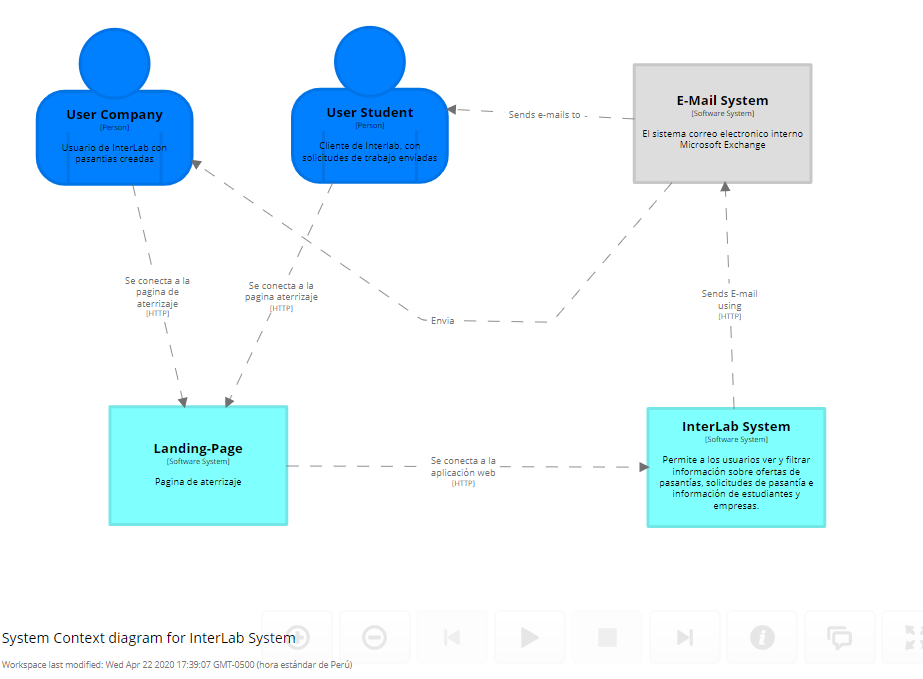 User Company
[Person]
Usuario de InterLab con
pasantias creadas
User Student
[Person]
Cliente de Interlab, con
solicitudes de trabajo enviadas
Sends e-mails to
E-Mail System
[Software System]
El sistema correo electronico interno
Microsoft Exchange
Se conecta a la
pagina de
aterrizaje
[HTTP]
Se conecta a la
pagina aterrizaje
[HTTP]
Envia
Sends E-mail
using
[HTTP]
Landing-Page
[Software System]
Pagina de aterrizaje
Se conecta a la
aplicación web
[HTTP]
InterLab System
[Software System]
Permite a los usuarios ver y filtrar
información sobre ofertas de
pasantías, solicitudes de pasantía e
información de estudiantes y
empresas.
System Context diagram for InterLab System
Workspace last modified: Wed Apr 22 2020 17:39:07 GMT-0500 (hora estándar de Perú)